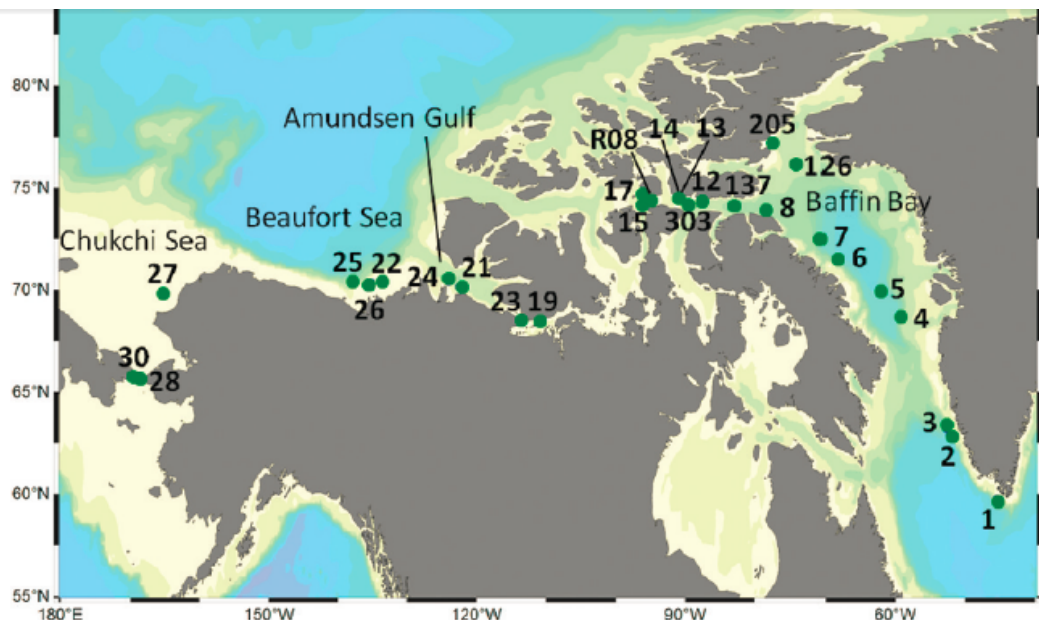 80°N
75°N
70°N
65°N
60°N
55°N
180°E
150°W
120°W
90°W
60°W
Amundsen Gulf
Beaufort Sea
Chukchi Sea
Baffin Bay
R08
14
13
205
126
17
15
303
12
137
8
7
6
5
4
3
2
1
27
25
22
26
24
21
23
19
30
28